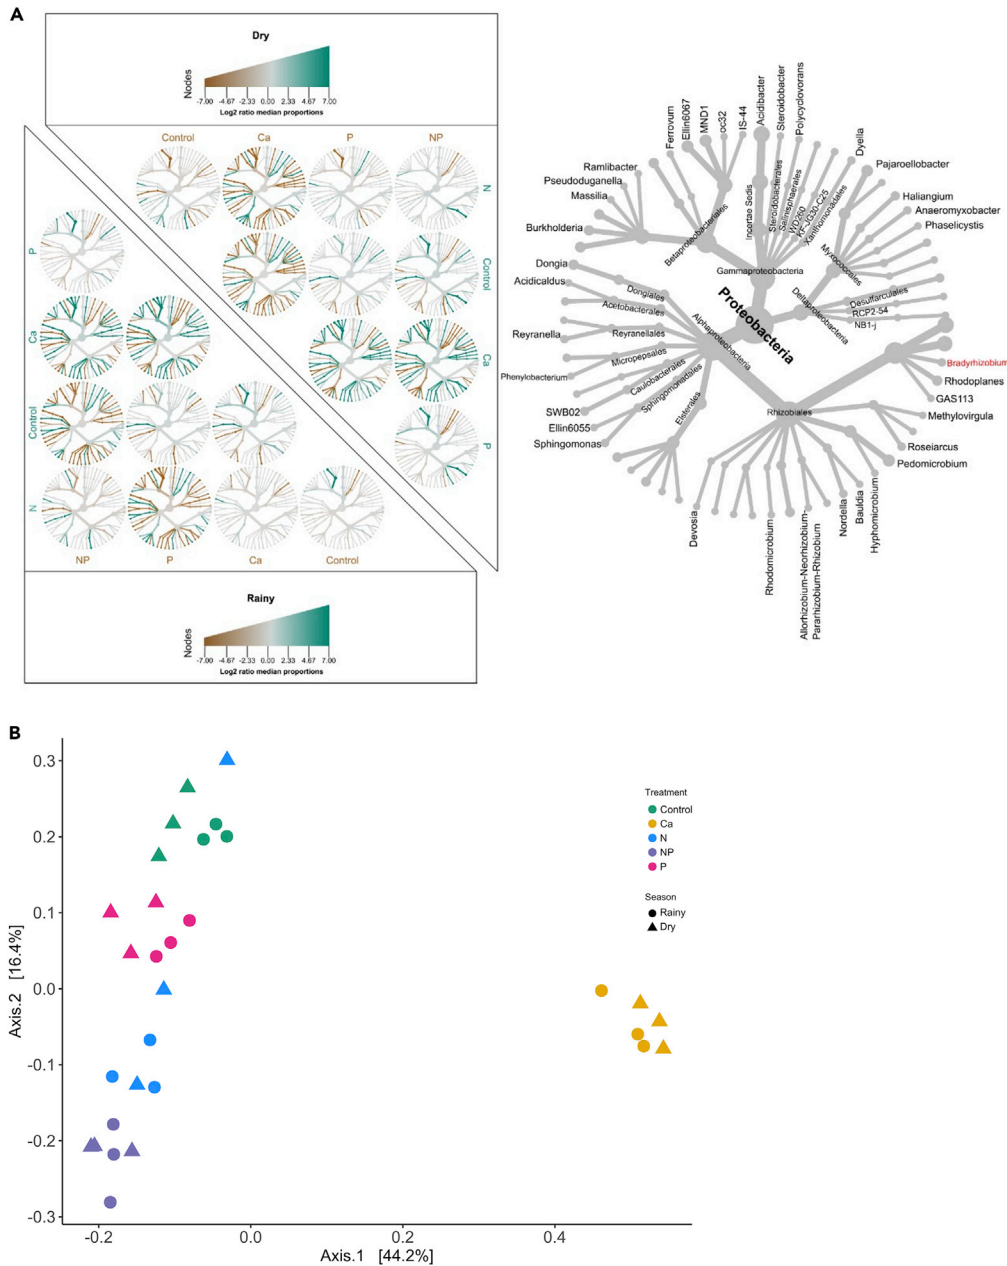 A
Dry
Nodes
-7.00 -4.67 -2.33 0.00 2.33 4.67 7.00
Log2 ratio median proportions
Control Ca P NP
N
Control
Ca
P
P
Ca
Control
N
NP P Ca Control
Rainy
Nodes
-7.00 -4.67 -2.33 0.00 2.33 4.67 7.00
Log2 ratio median proportions
Ferrovum
Ellin6067
MND1
oc32
IS-44
Acidibacter
Steroidobacter
Polycyclovorans
Dyella
Pajaroellobacter
Haliangium
Anaeromyxobacter
Phaselicystis
Ramlibacter
Pseudoduganella
Massilia
Burkholderia
Dongia
Acidicaldus
Reyranella
Phenylobacterium
SWB02
Ellin6055
Sphingomonas
Betaproteobacteriales
Incertae Sedis
Steroidobacterales
Salinisphaerales
WD260
KF-JG30-C25
Xanthomonadales
Myxococcales
Gammaproteobacteria
Proteobacteria
Deltaproteobacteria
Desulfarculales
RCP2-54
NB1-j
Dongiales
Acetobacterales
Reyranellales
Micropepsales
Caulobacterales
Sphingomonadales
Elsterales
Alphaproteobacteria
Rhizobiales
Bradyrhizobium
Rhodoplanes
GAS113
Methylovirgula
Roseiarcus
Pedomicrobium
Hyphomicrobium
Bauldia
Nordella
Allorhizobium-Neorhizobium-
Pararhizobium-Rhizobium
Rhodomicrobium
Devosia
B
Axis.2 [16.4%]
0.3
0.2
0.1
0.0
-0.1
-0.2
-0.3
-0.2 0.0 0.2 0.4
Axis.1 [44.2%]
Treatment
Control
Ca
N
NP
P
Season
Rainy
Dry